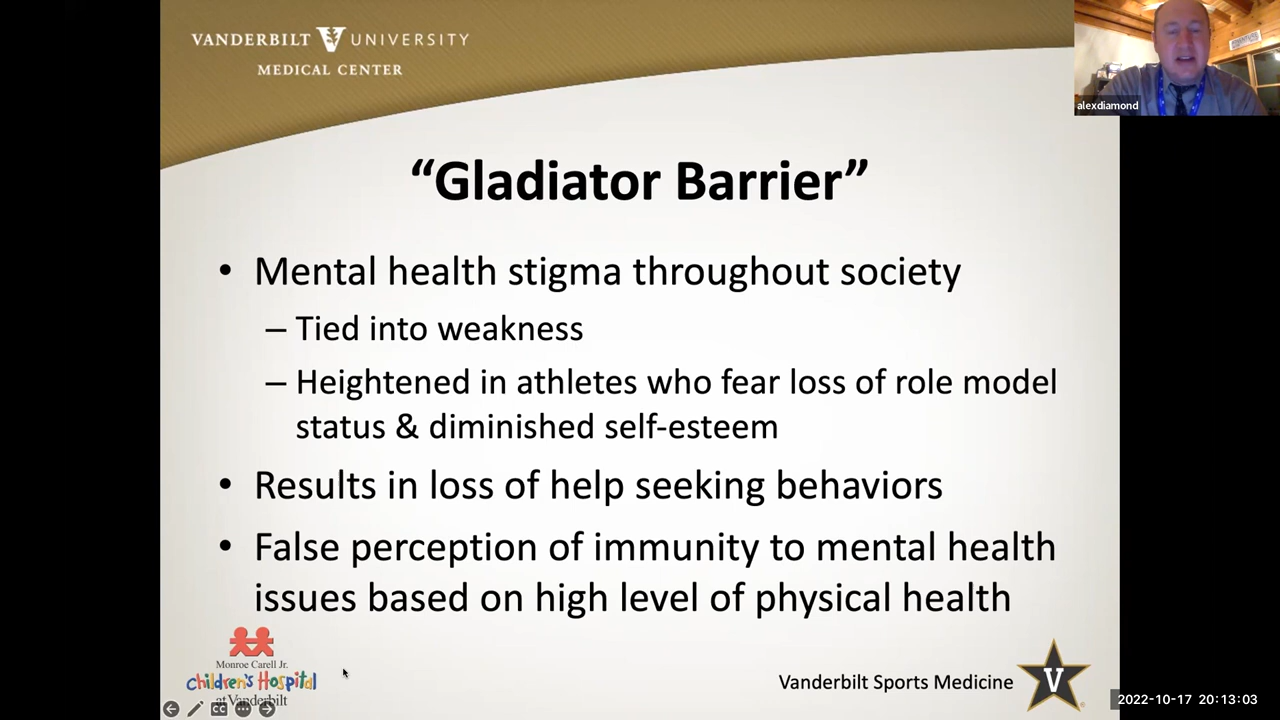 VANDERBILT V UNIVERSITY
MEDICAL CENTER
alexdiamond
“Gladiator Barrier”
• Mental health stigma throughout society
– Tied into weakness
– Heightened in athletes who fear loss of role model
status & diminished self-esteem
• Results in loss of help seeking behaviors
• False perception of immunity to mental health
issues based on high level of physical health
Monroe Carell Jr.
Children's Hospital
at Vanderbilt
CC
Vanderbilt Sports Medicine
V
2022-10-17 20:13:03